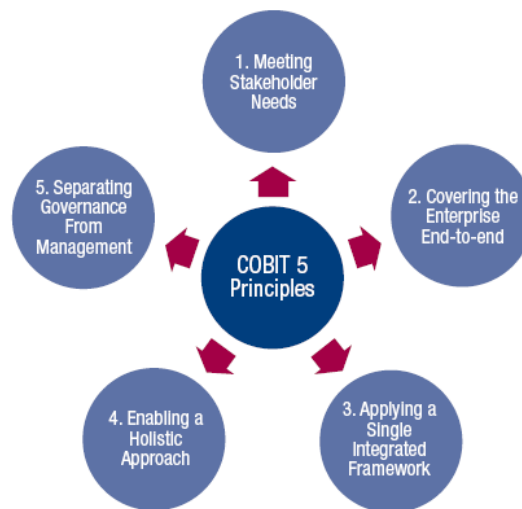 1. Meeting
Stakeholder
Needs
2. Covering the
Enterprise
End-to-end
3. Applying a
Single
Integrated
Framework
4. Enabling a
Holistic
Approach
5. Separating
Governance
From
Management
COBIT 5
Principles